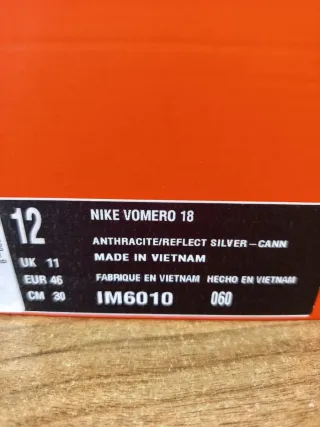 12
NIKE VOMERO 18
ANTHRACITE/REFLECT SILVER-CANN
UK 11
MADE IN VIETNAM
EUR 46
FABRIQUE EN VIETNAM HECHO EN VIETNAM
CM 30
IM6010 060